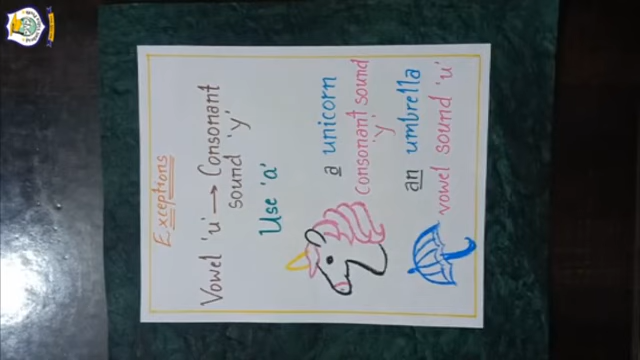 Exceptions
Vowel 'u' → Consonant
sound 'y'
Use 'a'
a unicorn
Consonant sound
'y'
an umbrella
vowel sound 'u'